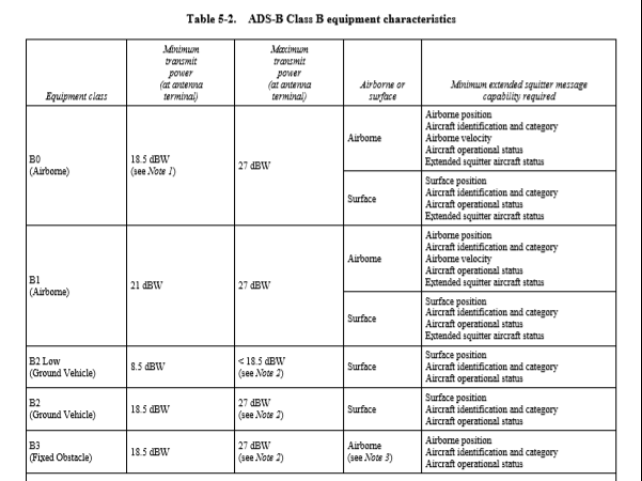 Table 5-2. ADS-B Class B equipment characteristics
Equipment class
Minimum
transmit
power
(at antenna
terminal)
Maximum
transmit
power
(at antenna
terminal)
Airborne or
surface
Minimum extended squitter message
capability required
B0
(Airborne)
18.5 dBW
(see Note 1)
27 dBW
Airborne
Airborne position
Aircraft identification and category
Airborne velocity
Aircraft operational status
Extended squitter aircraft status
Surface
Surface position
Aircraft identification and category
Aircraft operational status
Extended squitter aircraft status
B1
(Airborne)
21 dBW
27 dBW
Airborne
Airborne position
Aircraft identification and category
Airborne velocity
Aircraft operational status
Extended squitter aircraft status
Surface
Surface position
Aircraft identification and category
Aircraft operational status
Extended squitter aircraft status
B2 Low
(Ground Vehicle)
8.5 dBW
< 18.5 dBW
(see Note 2)
Surface
Surface position
Aircraft identification and category
Aircraft operational status
B2
(Ground Vehicle)
18.5 dBW
27 dBW
(see Note 2)
Surface
Surface position
Aircraft identification and category
Aircraft operational status
B3
(Fixed Obstacle)
18.5 dBW
27 dBW
(see Note 2)
Airborne
(see Note 3)
Airborne position
Aircraft identification and category
Aircraft operational status